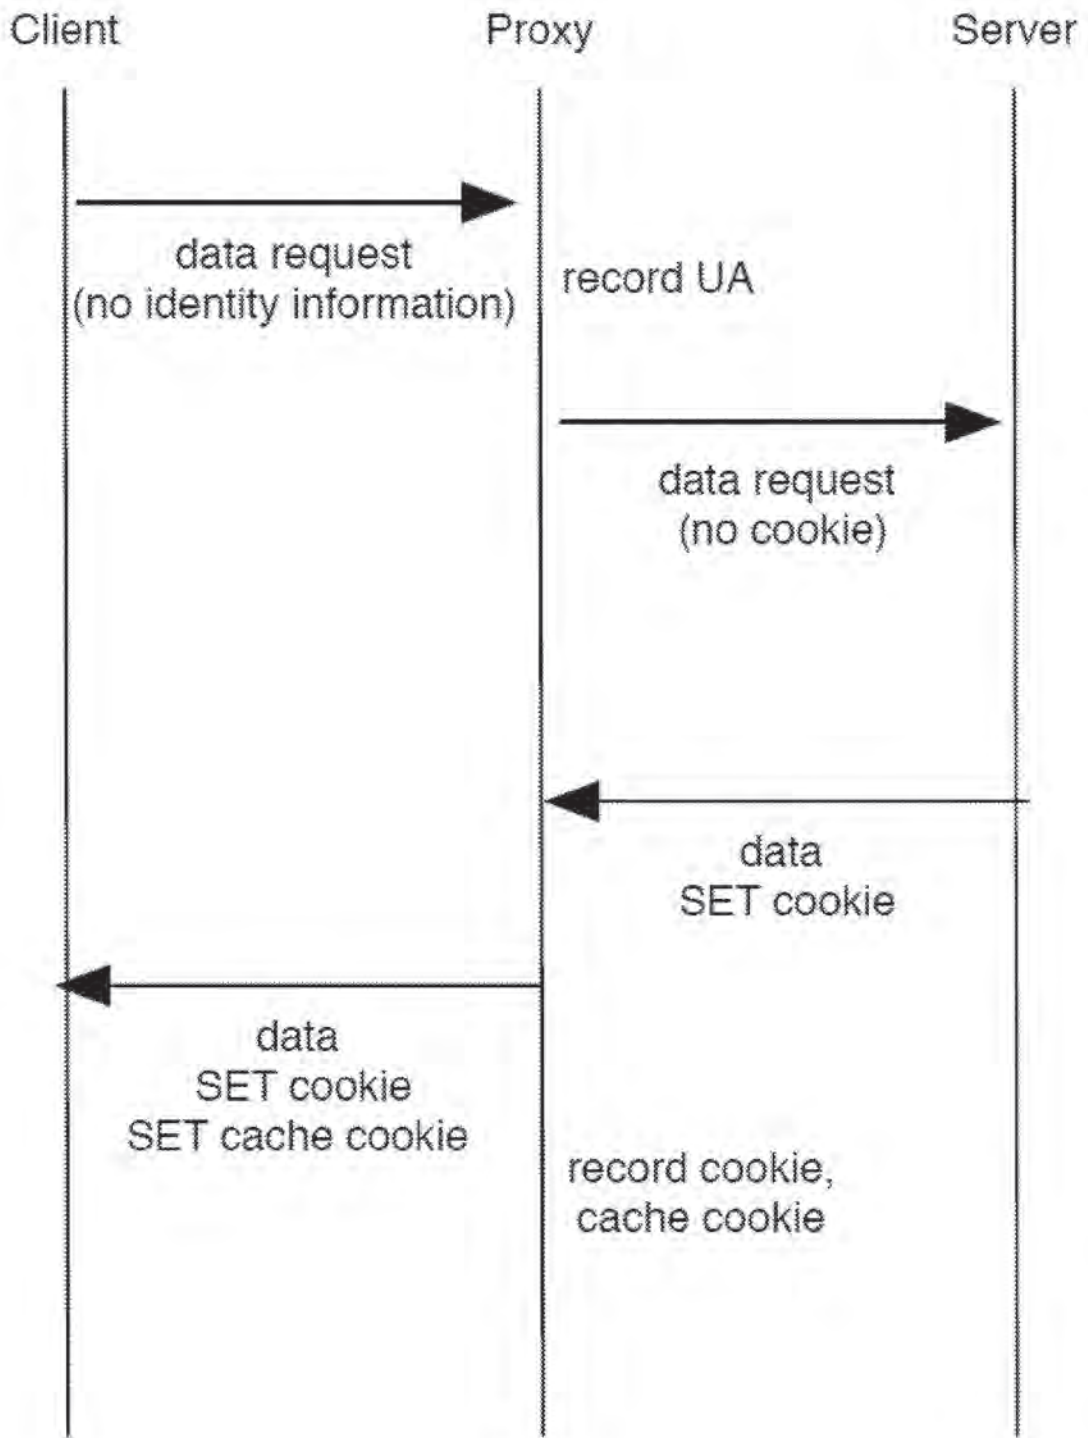 Client
Proxy
Server
data request
(no identity information)
record UA
data request
(no cookie)
data
SET cookie
data
SET cookie
SET cache cookie
record cookie,
cache cookie